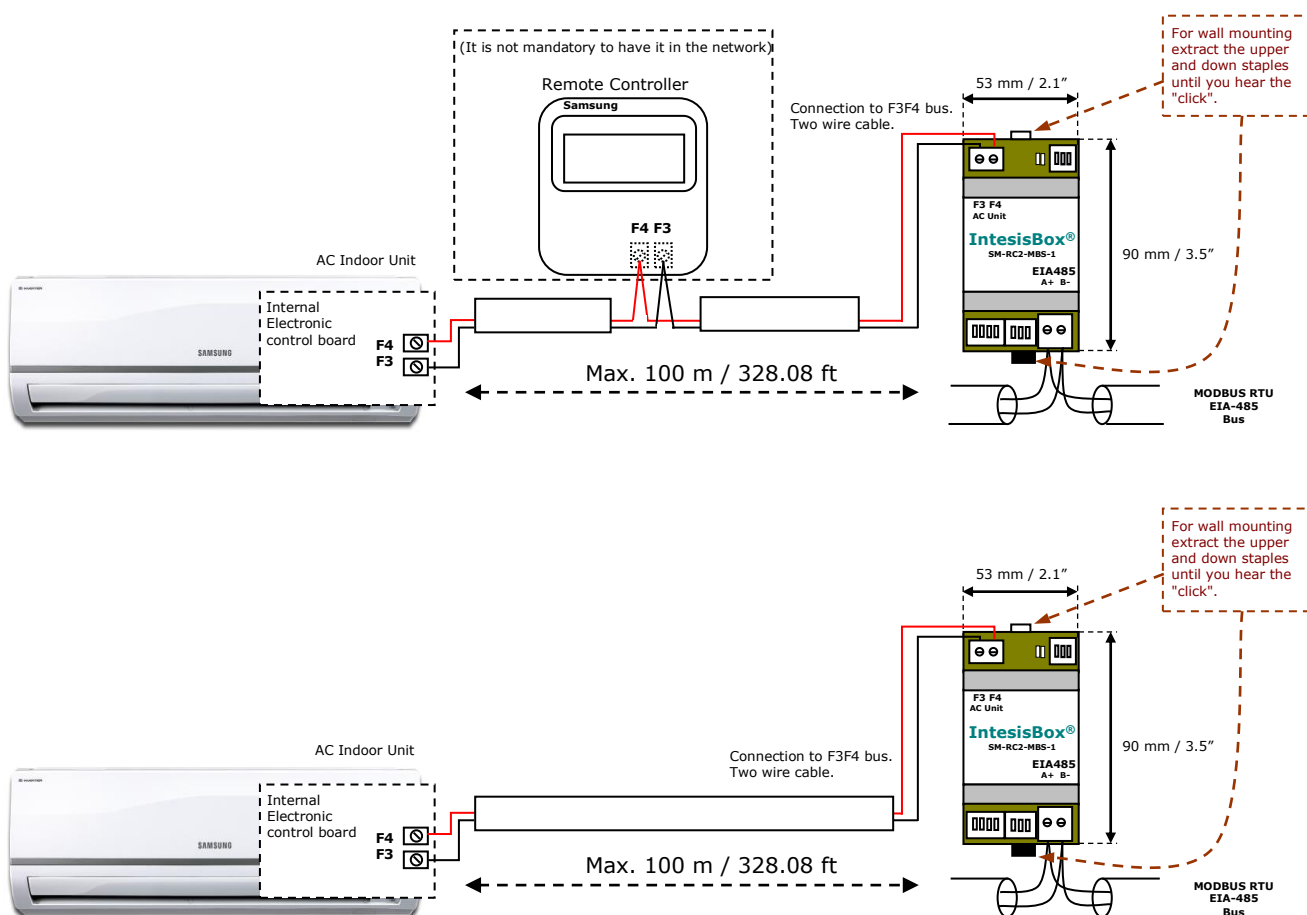 (It is not mandatory to have it in the network)
Remote Controller
Samsung
F4 F3
Connection to F3F4 bus.
Two wire cable.
53 mm / 2.1”
For wall mounting
extract the upper
and down staples
until you hear the
"click".
F3 F4
AC Unit
IntesisBox®
SM-RC2-MBS-1
EIA485
A+ B-
90 mm / 3.5”
AC Indoor Unit
Internal
Electronic
control board
F4
F3
SAMSUNG
Max. 100 m / 328.08 ft
MODBUS RTU
EIA-485
Bus
For wall mounting
extract the upper
and down staples
until you hear the
"click".
53 mm / 2.1”
F3 F4
AC Unit
IntesisBox®
SM-RC2-MBS-1
EIA485
A+ B-
90 mm / 3.5”
AC Indoor Unit
Connection to F3F4 bus.
Two wire cable.
Internal
Electronic
control board
F4
F3
SAMSUNG
Max. 100 m / 328.08 ft
MODBUS RTU
EIA-485
Bus